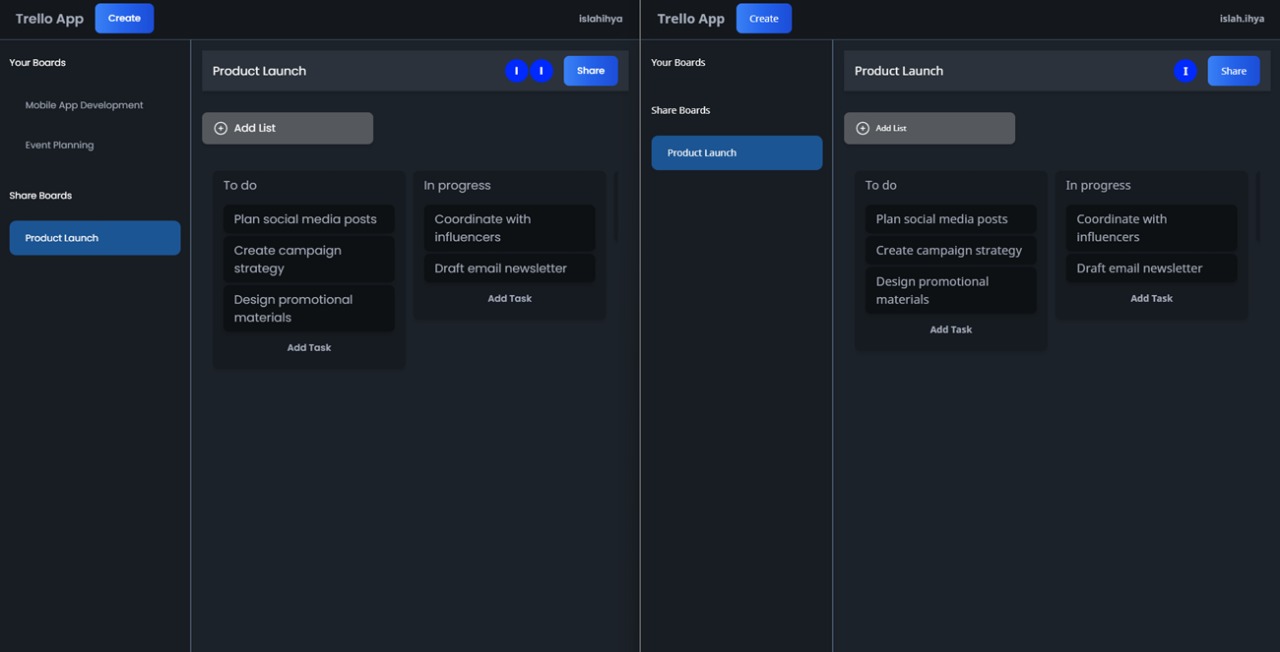 Trello App
Create
islahihya
Your Boards
Mobile App Development
Event Planning
Share Boards
Product Launch
Product Launch
I
I
Share
Add List
To do
Plan social media posts
Create campaign
strategy
Design promotional
materials
Add Task
In progress
Coordinate with
influencers
Draft email newsletter
Add Task
Trello App
Create
islah.ihya
Your Boards
Share Boards
Product Launch
Product Launch
I
Share
Add List
To do
Plan social media posts
Create campaign strategy
Design promotional
materials
Add Task
In progress
Coordinate with
influencers
Draft email newsletter
Add Task